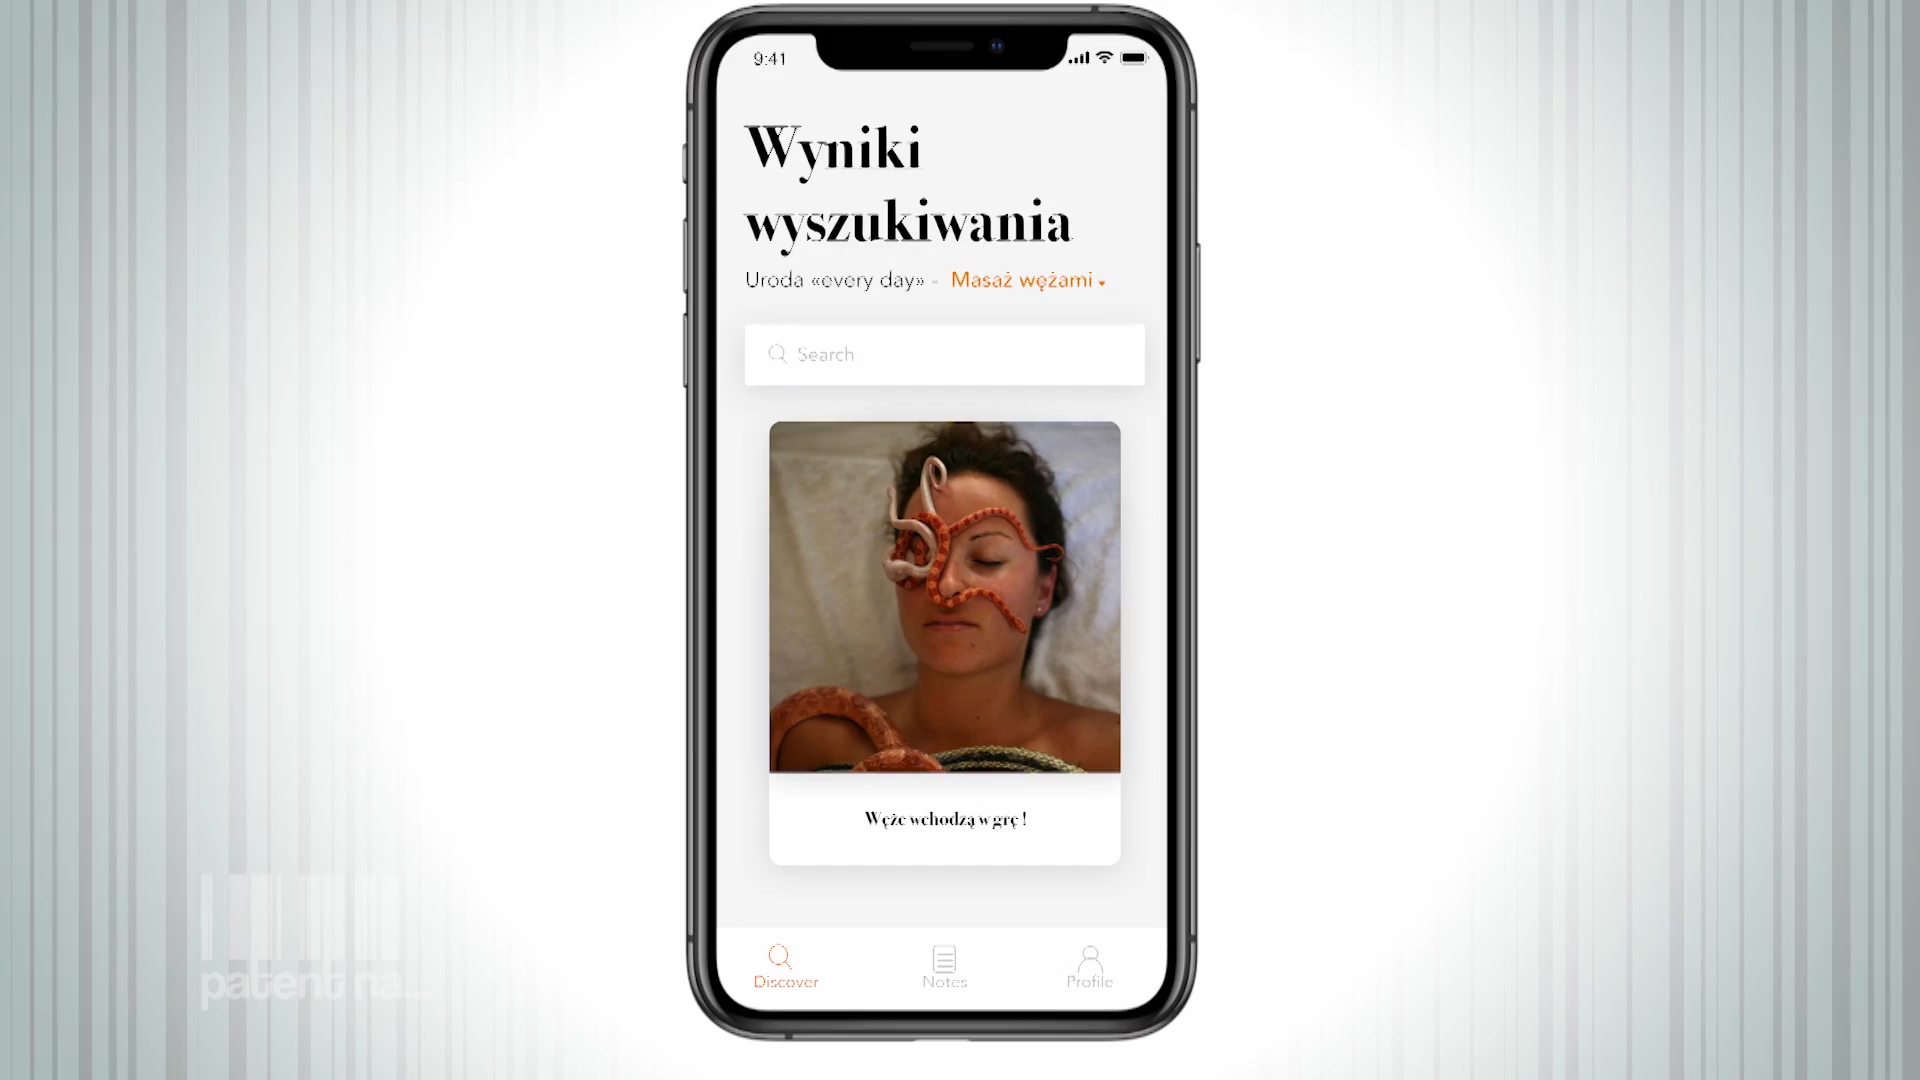 9:41
Wyniki
wyszukiwania
Uroda «every day» - Masaż wężami
Search
Węże wchodzą w grę !
Discover
Notes
Profile
patent na...